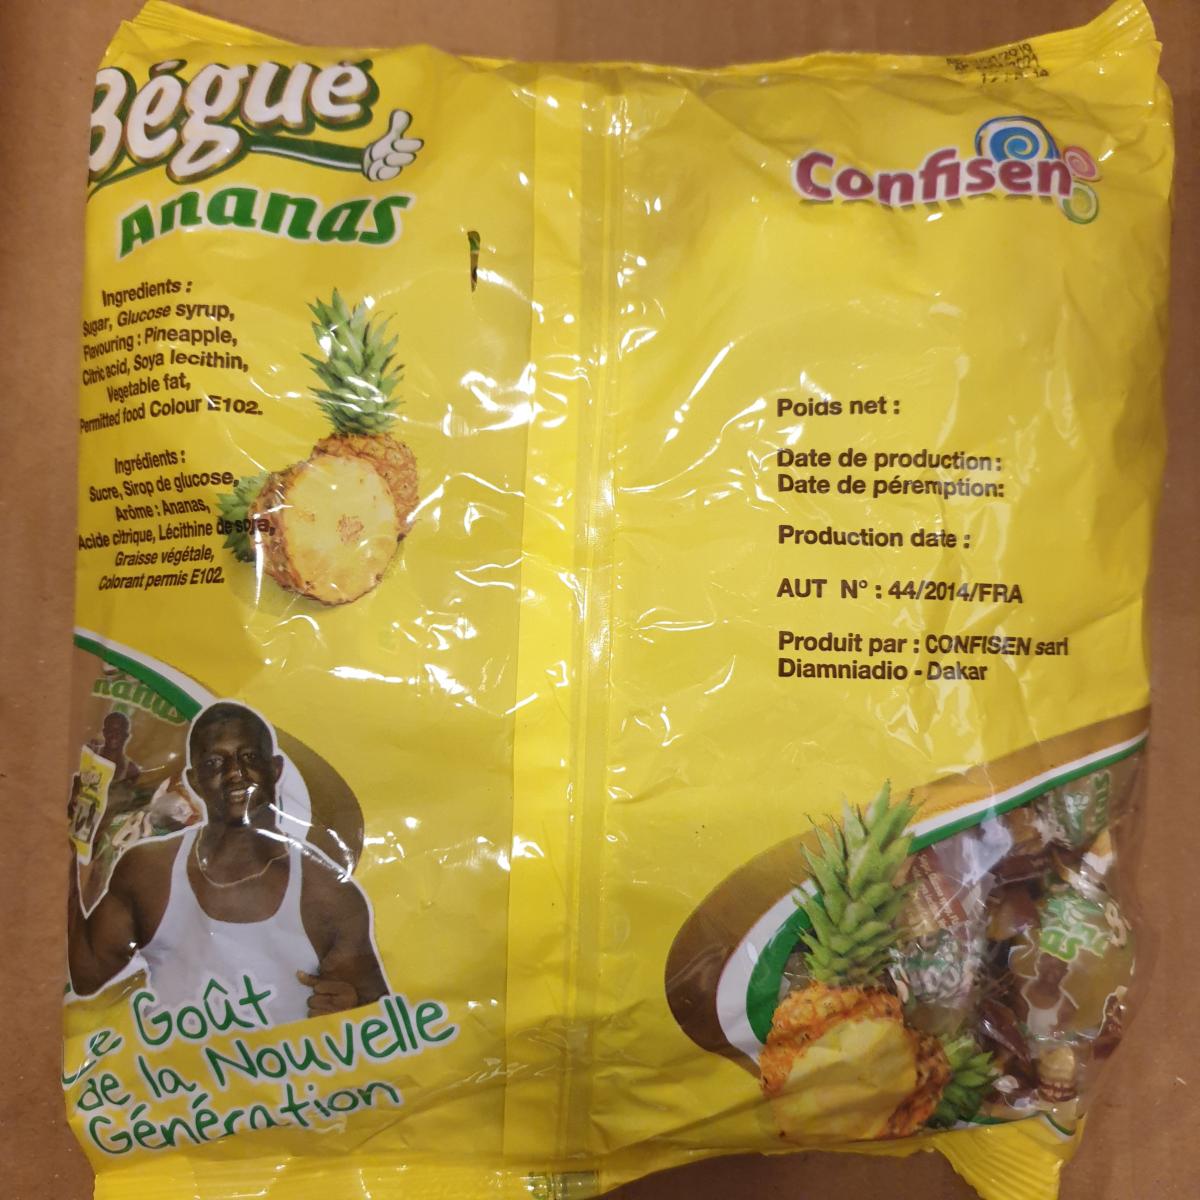 Bégué
Ananas
Ingredients :
Sugar, Glucose syrup,
Flavouring : Pineapple,
Citric acid, Soya lecithin,
Vegetable fat,
Permitted food Colour E102.
Ingrédients :
Sucre, Sirop de glucose,
Arôme : Ananas,
Acide citrique, Lécithine de soya,
Graisse végétale,
Colorant permis E102.
Le Goût
de la Nouvelle
Génération
Confisen
Poids net :
Date de production :
Date de péremption:
Production date :
AUT N° : 44/2014/FRA
Produit par : CONFISEN sarl
Diamniadio - Dakar